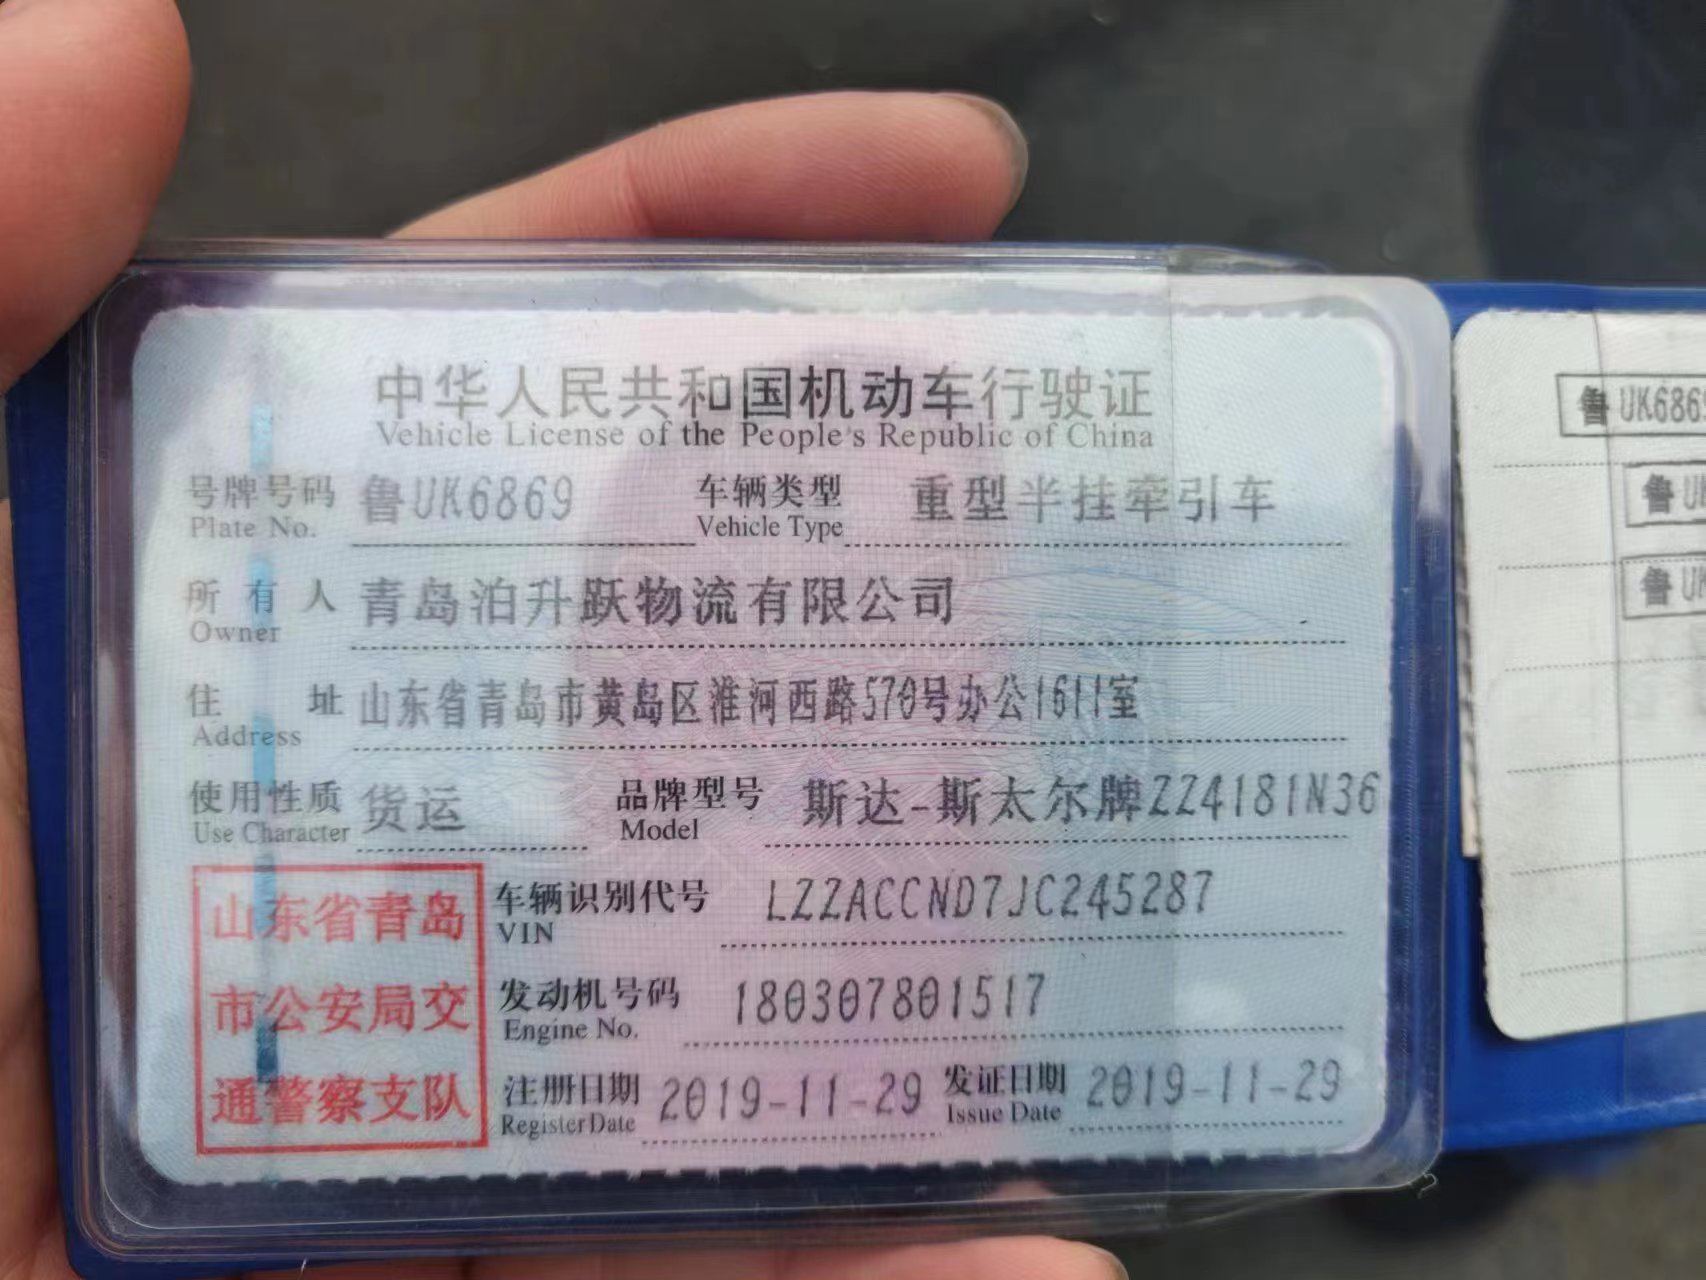 中华人民共和国机动车行驶证
Vehicle License of the People's Republic of China
号牌号码 鲁UK6869 车辆类型 重型半挂牵引车
Plate No. Vehicle Type
所有人 青岛泊升跃物流有限公司
Owner
住址 山东省青岛市黄岛区淮河西路570号办公1611室
Address
使用性质 货运 品牌型号 斯达-斯太尔牌ZZ4181N36
Use Character Model
山东省青岛
市公安局交
通警察支队
车辆识别代号 LZZACCND7JC245287
VIN
发动机号码 180307801517
Engine No.
注册日期 2019-11-29 发证日期 2019-11-29
Register Date Issue Date
鲁UK686
鲁U
鲁U